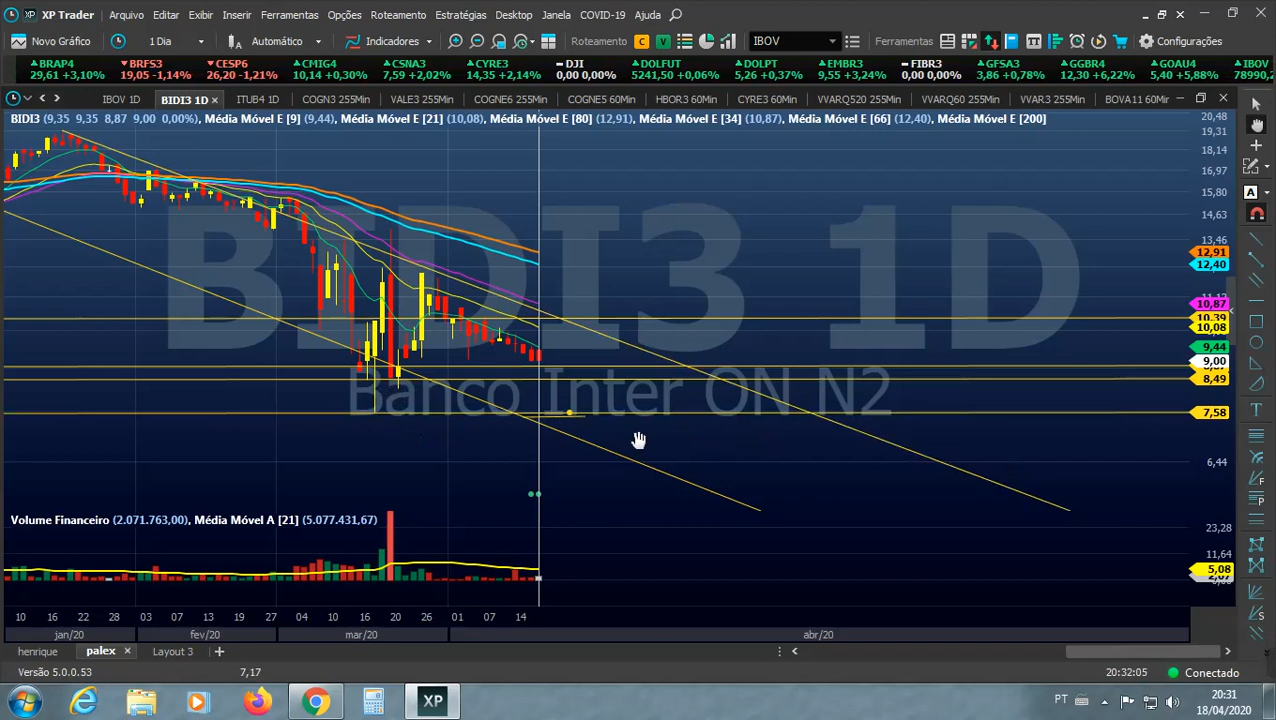 XP Trader Arquivo Editar Exibir Inserir Ferramentas Opções Roteamento Estratégias Desktop Janela COVID-19 Ajuda
Novo Gráfico 1 Dia Automático Indicadores Roteamento C V IBOV Ferramentas Configurações
BRAP4 BRFS3 CESP6 CMIG4 CSNA3 CYRE3 DJI DOLFUT DOLPT EMBR3 FIBR3 GFSA3 GGBR4 GOAU4 IBOV
29,61 +3,10% 19,05 -1,14% 26,20 -1,21% 10,14 +0,30% 7,59 +2,02% 14,35 +2,14% 0,00 0,00% 5241,50 +0,06% 5,26 +0,37% 9,55 +3,24% 0,00 0,00% 3,86 +0,78% 12,30 +6,22% 5,40 +5,88% 78990,2
IBOV 1D BIDI3 1D ITUB4 1D COGN3 255Min VALE3 255Min COGNE6 255Min COGNE5 60Min HBOR3 60Min CYRE3 60Min VVARQ520 255Min VVARQ60 255Min VVAR3 255Min BOVA11 60Min
BIDI3 (9,35 9,35 8,87 9,00 0,00%), Média Móvel E [9] (9,44), Média Móvel E [21] (10,08), Média Móvel E [80] (12,91), Média Móvel E [34] (10,87), Média Móvel E [66] (12,40), Média Móvel E [200]
20,48
19,31
18,14
16,97
15,80
14,63
13,46
12,91
12,40
10,87
10,39
10,08
9,44
9,00
8,49
7,58
6,44
BIDI3 1D
Banco Inter ON N2
Volume Financeiro (2.071.763,00), Média Móvel A [21] (5.077.431,67)
23,28
11,64
5,08
10 16 22 28 03 07 13 19 27 04 10 16 20 26 01 07 14
jan/20 fev/20 mar/20 abr/20
henrique palex Layout 3
Versão 5.0.0.53 7,17 20:32:05 Conectado
XP PT 20:31
18/04/2020